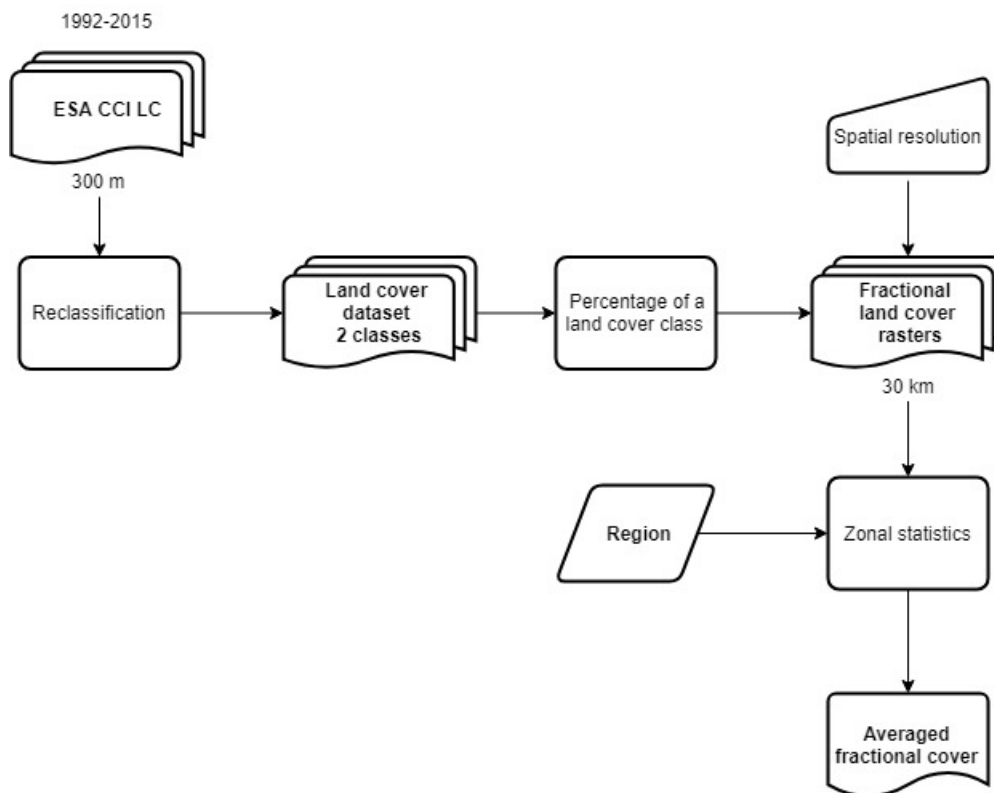 1992-2015
ESA CCI LC
300 m
Spatial resolution
Reclassification
Land cover
dataset
2 classes
Percentage of a
land cover class
Fractional
land cover
rasters
30 km
Region
Zonal statistics
Averaged
fractional cover